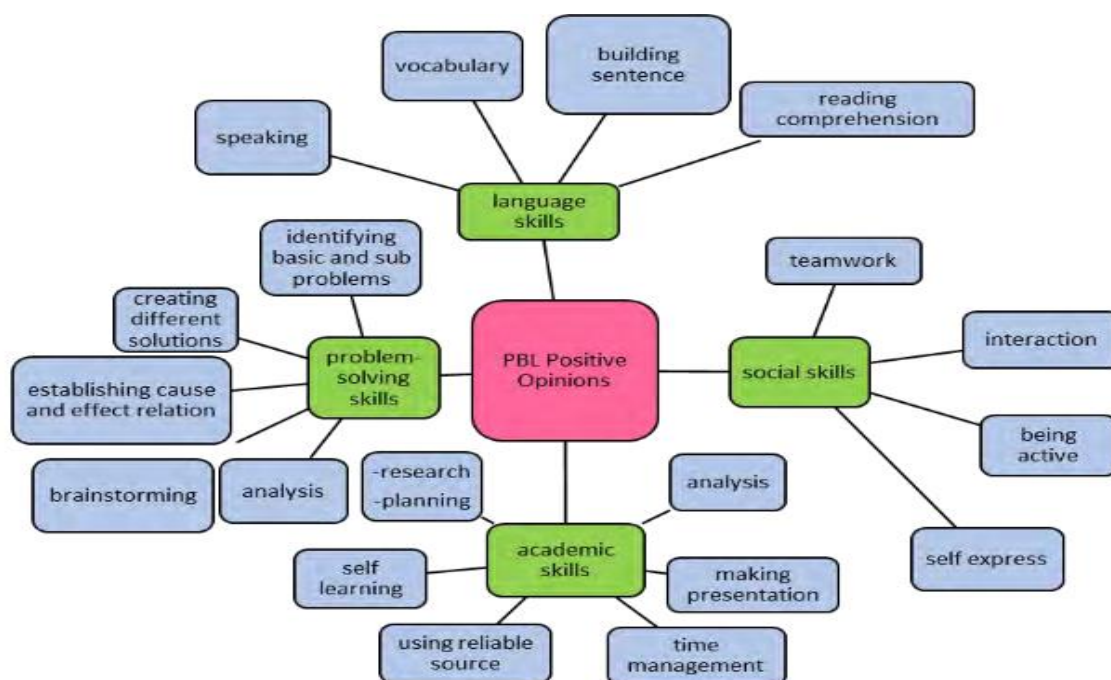 vocabulary
building
sentence
reading
comprehension
speaking
language
skills
identifying
basic and sub
problems
creating
different
solutions
establishing cause
and effect relation
brainstorming
analysis
problem-
solving
skills
PBL Positive
Opinions
social skills
teamwork
interaction
being
active
self express
-research
-planning
analysis
academic
skills
self
learning
making
presentation
using reliable
source
time
management